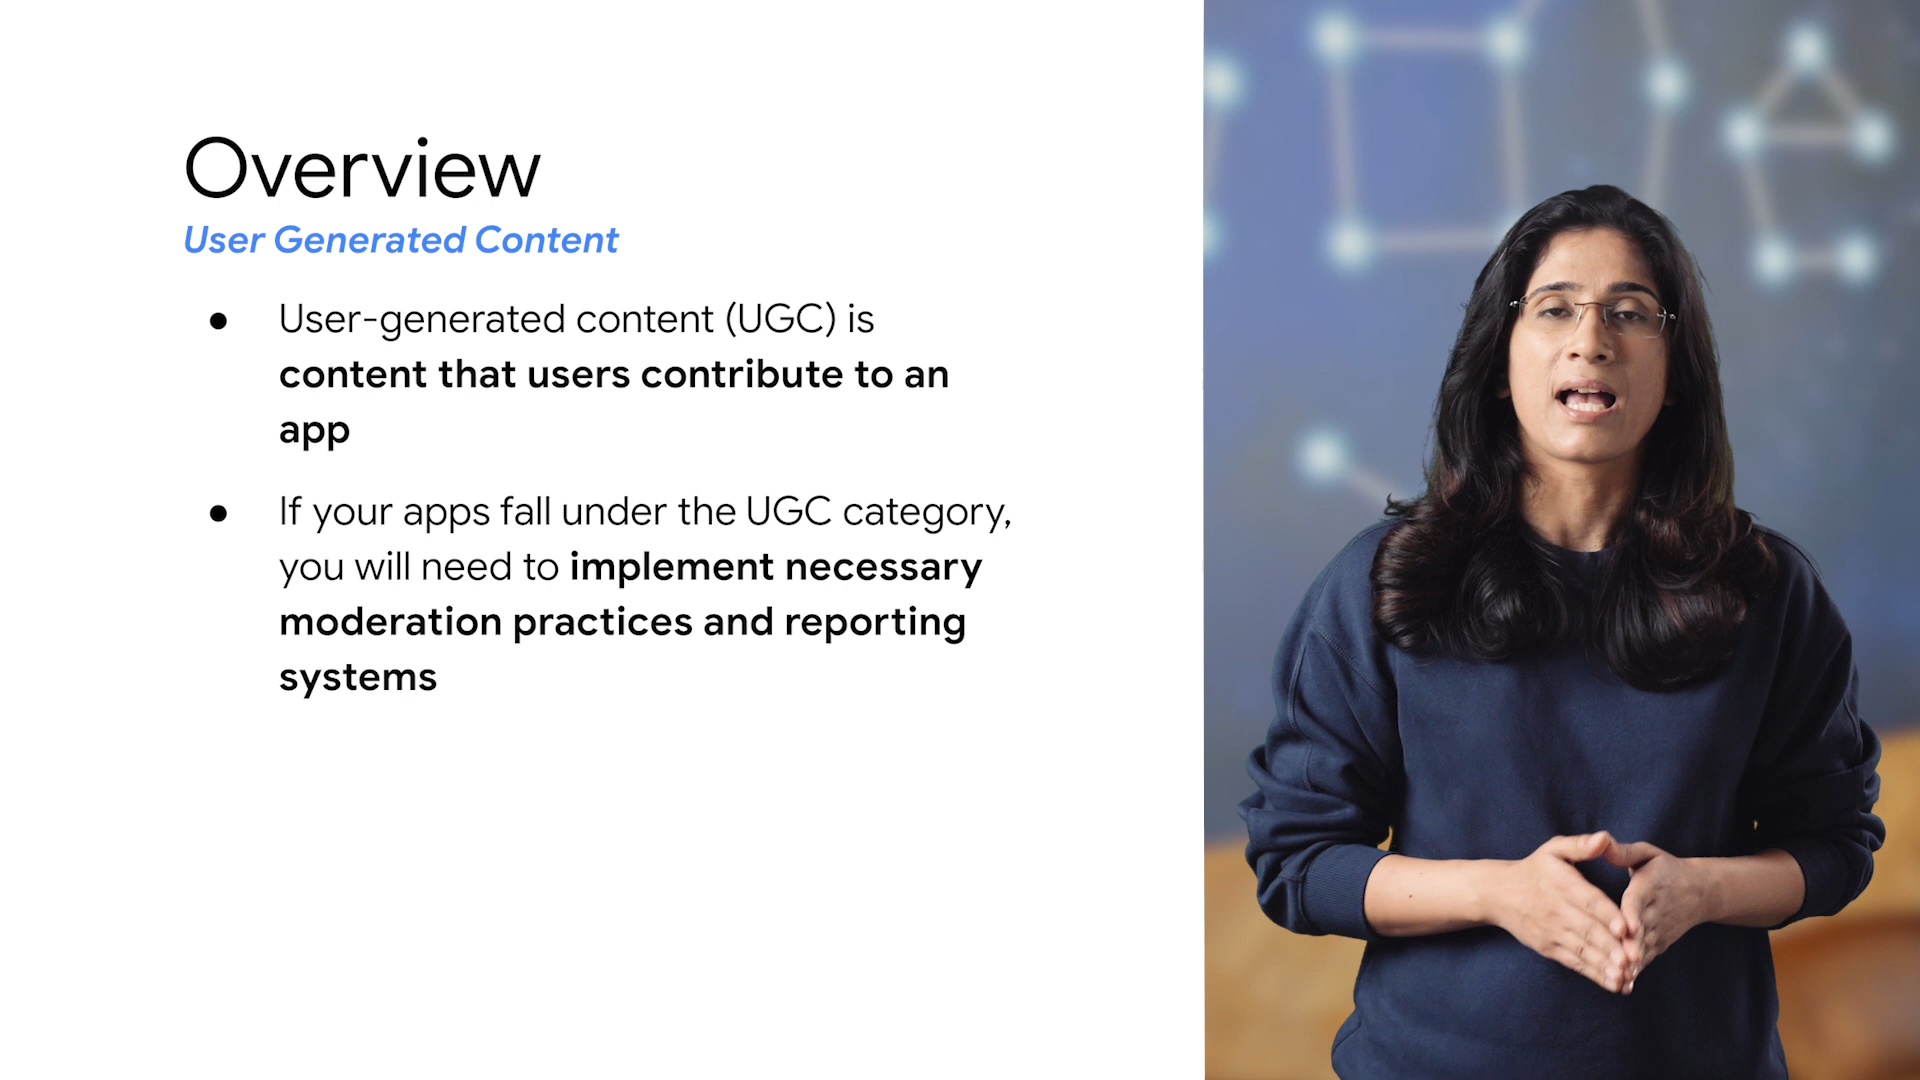 Overview
User Generated Content
● User-generated content (UGC) is
content that users contribute to an
app
● If your apps fall under the UGC category,
you will need to implement necessary
moderation practices and reporting
systems